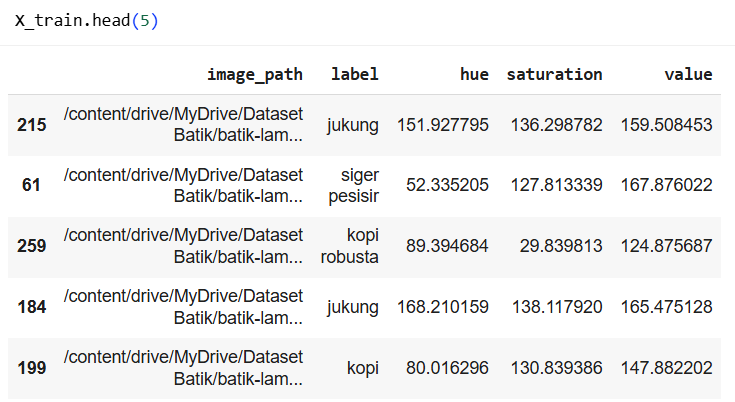 X_train.head(5)
image_path label hue saturation value
215 /content/drive/MyDrive/Dataset Batik/batik-lam... jukung 151.927795 136.298782 159.508453
61 /content/drive/MyDrive/Dataset Batik/batik-lam... siger pesisir 52.335205 127.813339 167.876022
259 /content/drive/MyDrive/Dataset Batik/batik-lam... kopi robusta 89.394684 29.839813 124.875687
184 /content/drive/MyDrive/Dataset Batik/batik-lam... jukung 168.210159 138.117920 165.475128
199 /content/drive/MyDrive/Dataset Batik/batik-lam... kopi 80.016296 130.839386 147.882202